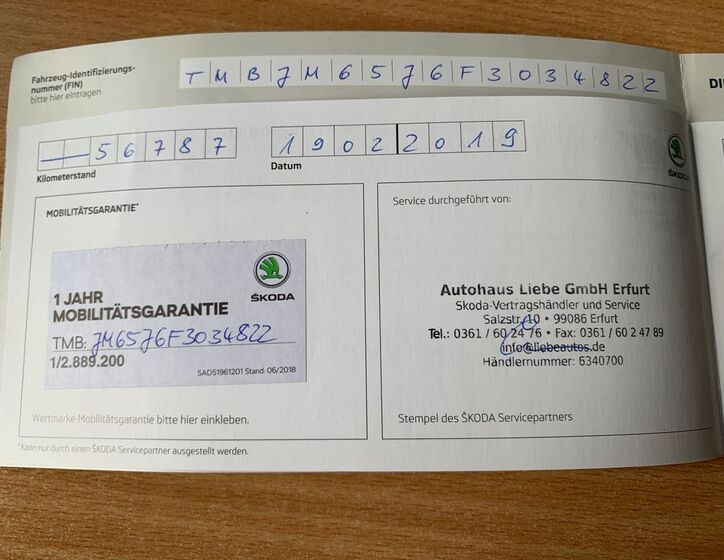 Fahrzeug-Identifizierungs-
nummer (FIN)
bitte hier eintragen
TMBJM6576F3034822
56787
Kilometerstand
19022019
Datum
DI
ŠKODA
MOBILITÄTSGARANTIE*
ŠKODA
1 JAHR
MOBILITÄTSGARANTIE
TMB: JM6576F3034822
1/2.889.200
SAD51961201 Stand: 06/2018
Wertmarke Mobilitätsgarantie bitte hier einkleben.
Service durchgeführt von:
Autohaus Liebe GmbH Erfurt
Skoda-Vertragshändler und Service
Salzstr. 10 • 99086 Erfurt
Tel.: 0361 / 60 24 76 • Fax: 0361 / 60 2 47 89
info@liebeautos.de
Händlernummer: 6340700
Stempel des ŠKODA Servicepartners
*Kann nur durch einen ŠKODA Servicepartner ausgestellt werden.